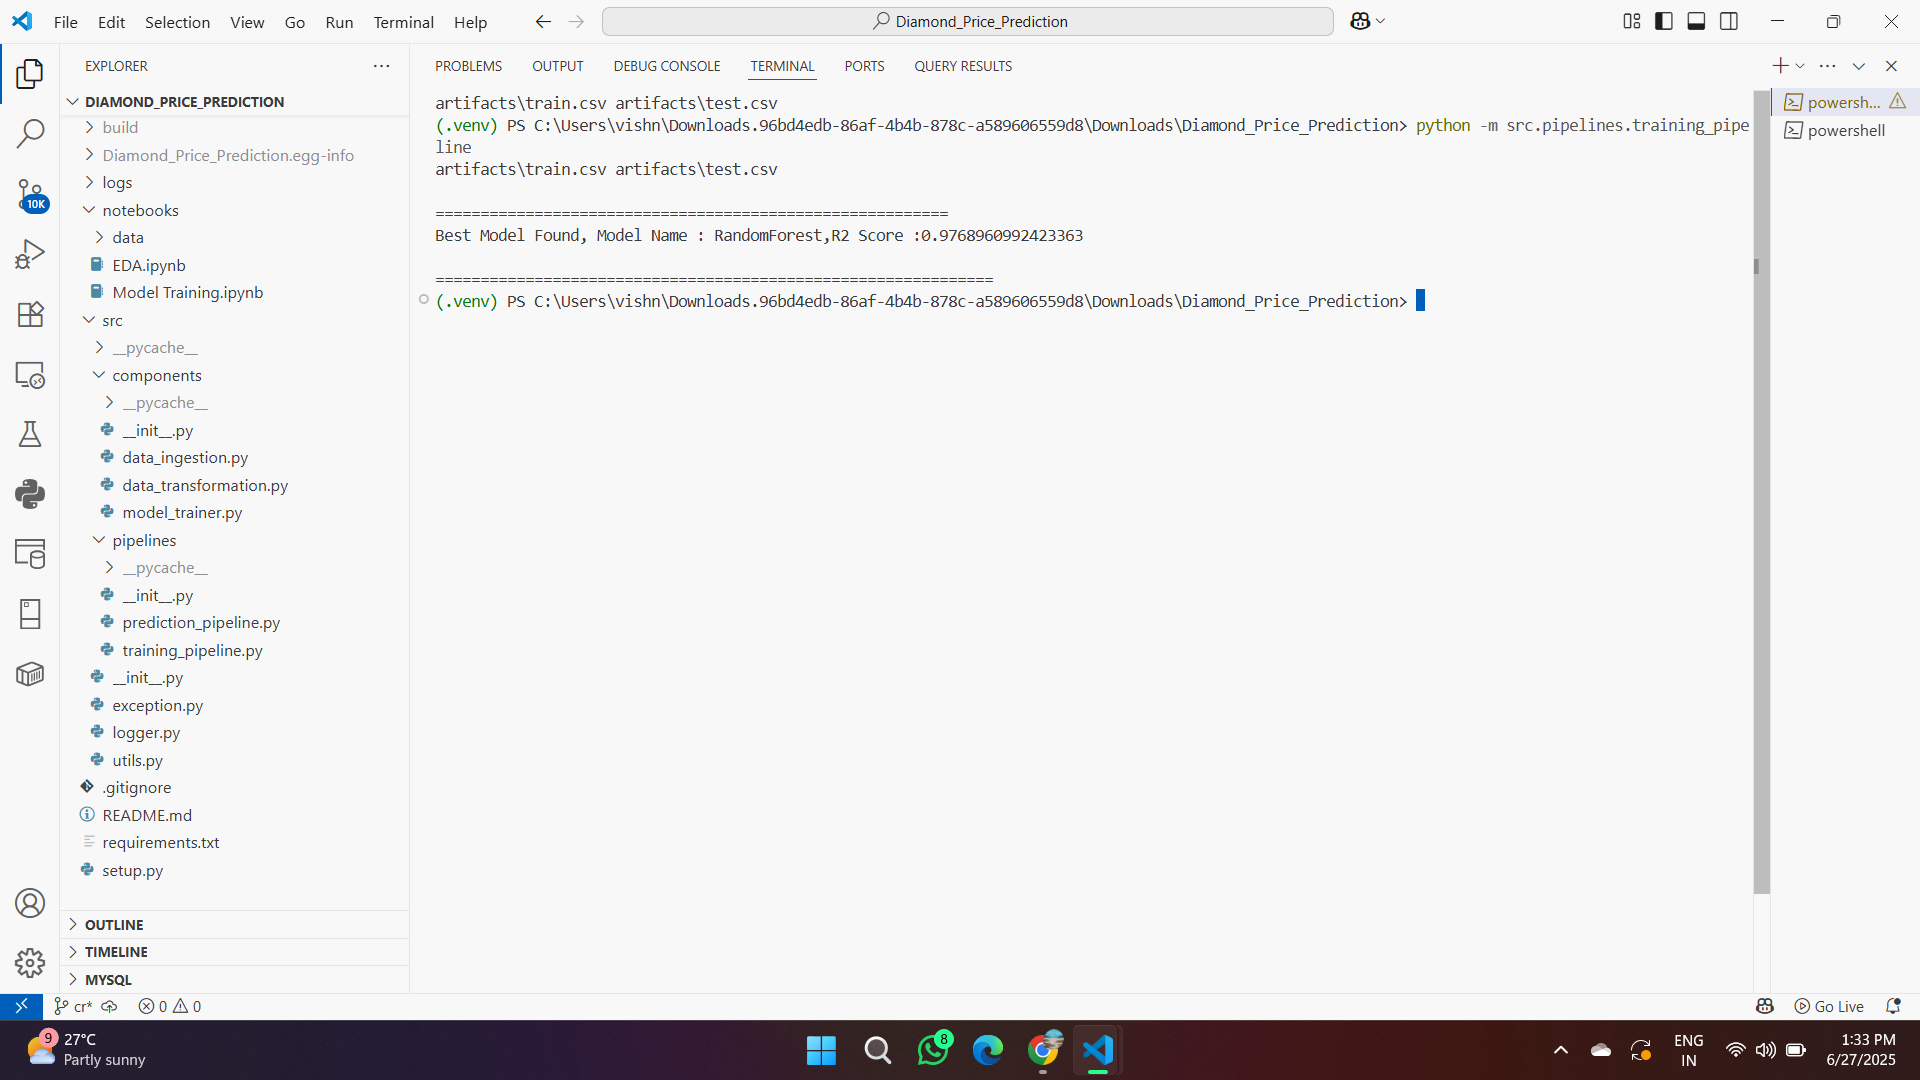 File Edit Selection View Go Run Terminal Help
Diamond_Price_Prediction
EXPLORER
DIAMOND_PRICE_PREDICTION
build
Diamond_Price_Prediction.egg-info
logs
notebooks
data
EDA.ipynb
Model Training.ipynb
src
__pycache__
components
__pycache__
__init__.py
data_ingestion.py
data_transformation.py
model_trainer.py
pipelines
__pycache__
__init__.py
prediction_pipeline.py
training_pipeline.py
__init__.py
exception.py
logger.py
utils.py
.gitignore
README.md
requirements.txt
setup.py
OUTLINE
TIMELINE
MYSQL
10K
PROBLEMS OUTPUT DEBUG CONSOLE TERMINAL PORTS QUERY RESULTS
artifacts\train.csv artifacts\test.csv
(.venv) PS C:\Users\vishn\Downloads.96bd4edb-86af-4b4b-878c-a589606559d8\Downloads\Diamond_Price_Prediction> python -m src.pipelines.training_pipe
line
artifacts\train.csv artifacts\test.csv
=========================================================
Best Model Found, Model Name : RandomForest,R2 Score :0.9768960992423363
==============================================================
(.venv) PS C:\Users\vishn\Downloads.96bd4edb-86af-4b4b-878c-a589606559d8\Downloads\Diamond_Price_Prediction>
powersh...
powershell
cr* 0 0
Go Live
9
27°C
Partly sunny
8
ENG
IN
1:33 PM
6/27/2025